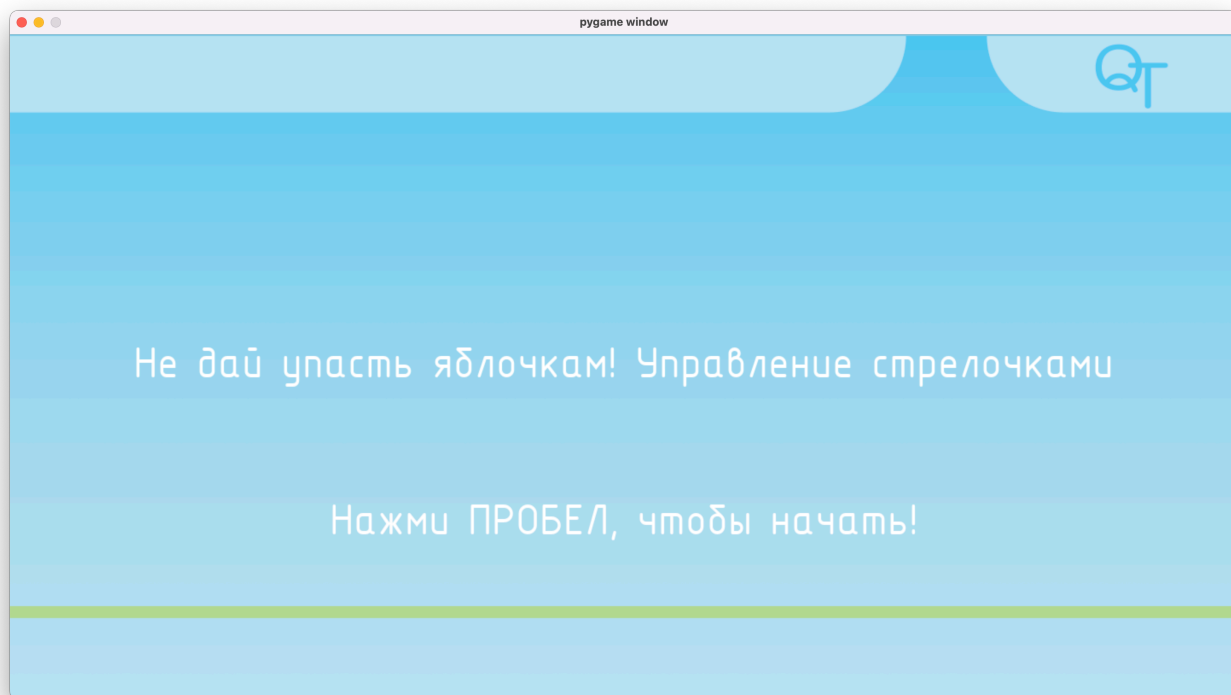 pygame window
QT
Не дай упасть яблочкам! Управление стрелочками
Нажми ПРОБЕЛ, чтобы начать!